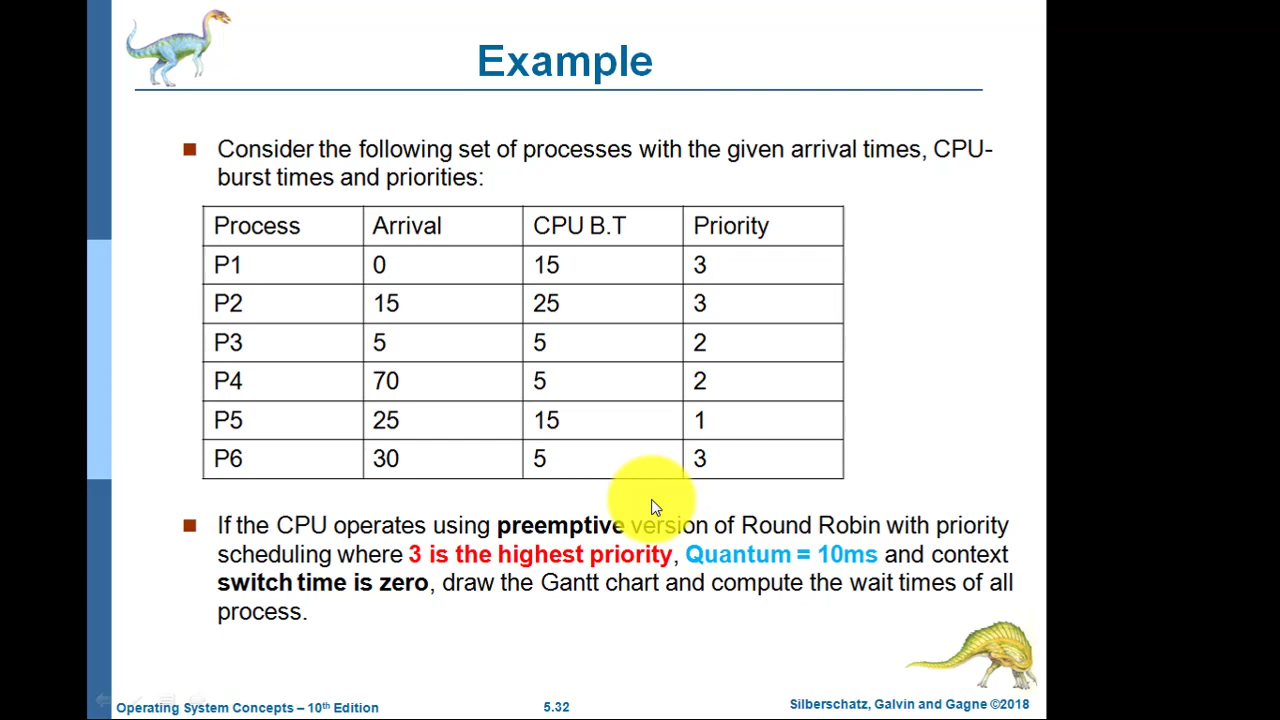 Example
Consider the following set of processes with the given arrival times, CPU-
burst times and priorities:
Process Arrival CPU B.T Priority
P1 0 15 3
P2 15 25 3
P3 5 5 2
P4 70 5 2
P5 25 15 1
P6 30 5 3
If the CPU operates using preemptive version of Round Robin with priority
scheduling where 3 is the highest priority, Quantum = 10ms and context
switch time is zero, draw the Gantt chart and compute the wait times of all
process.
Operating System Concepts – 10th Edition 5.32 Silberschatz, Galvin and Gagne ©2018